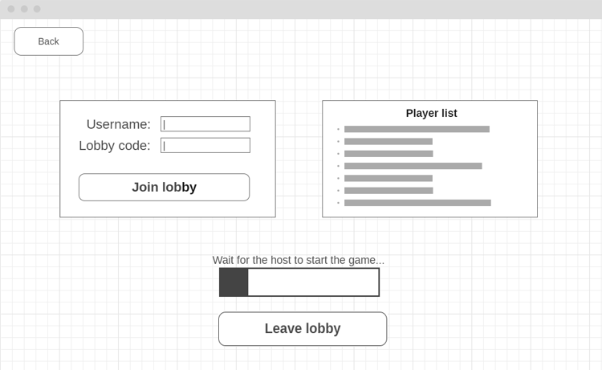 Back
Username:
Lobby code:
Join lobby
Player list
Wait for the host to start the game...
Leave lobby